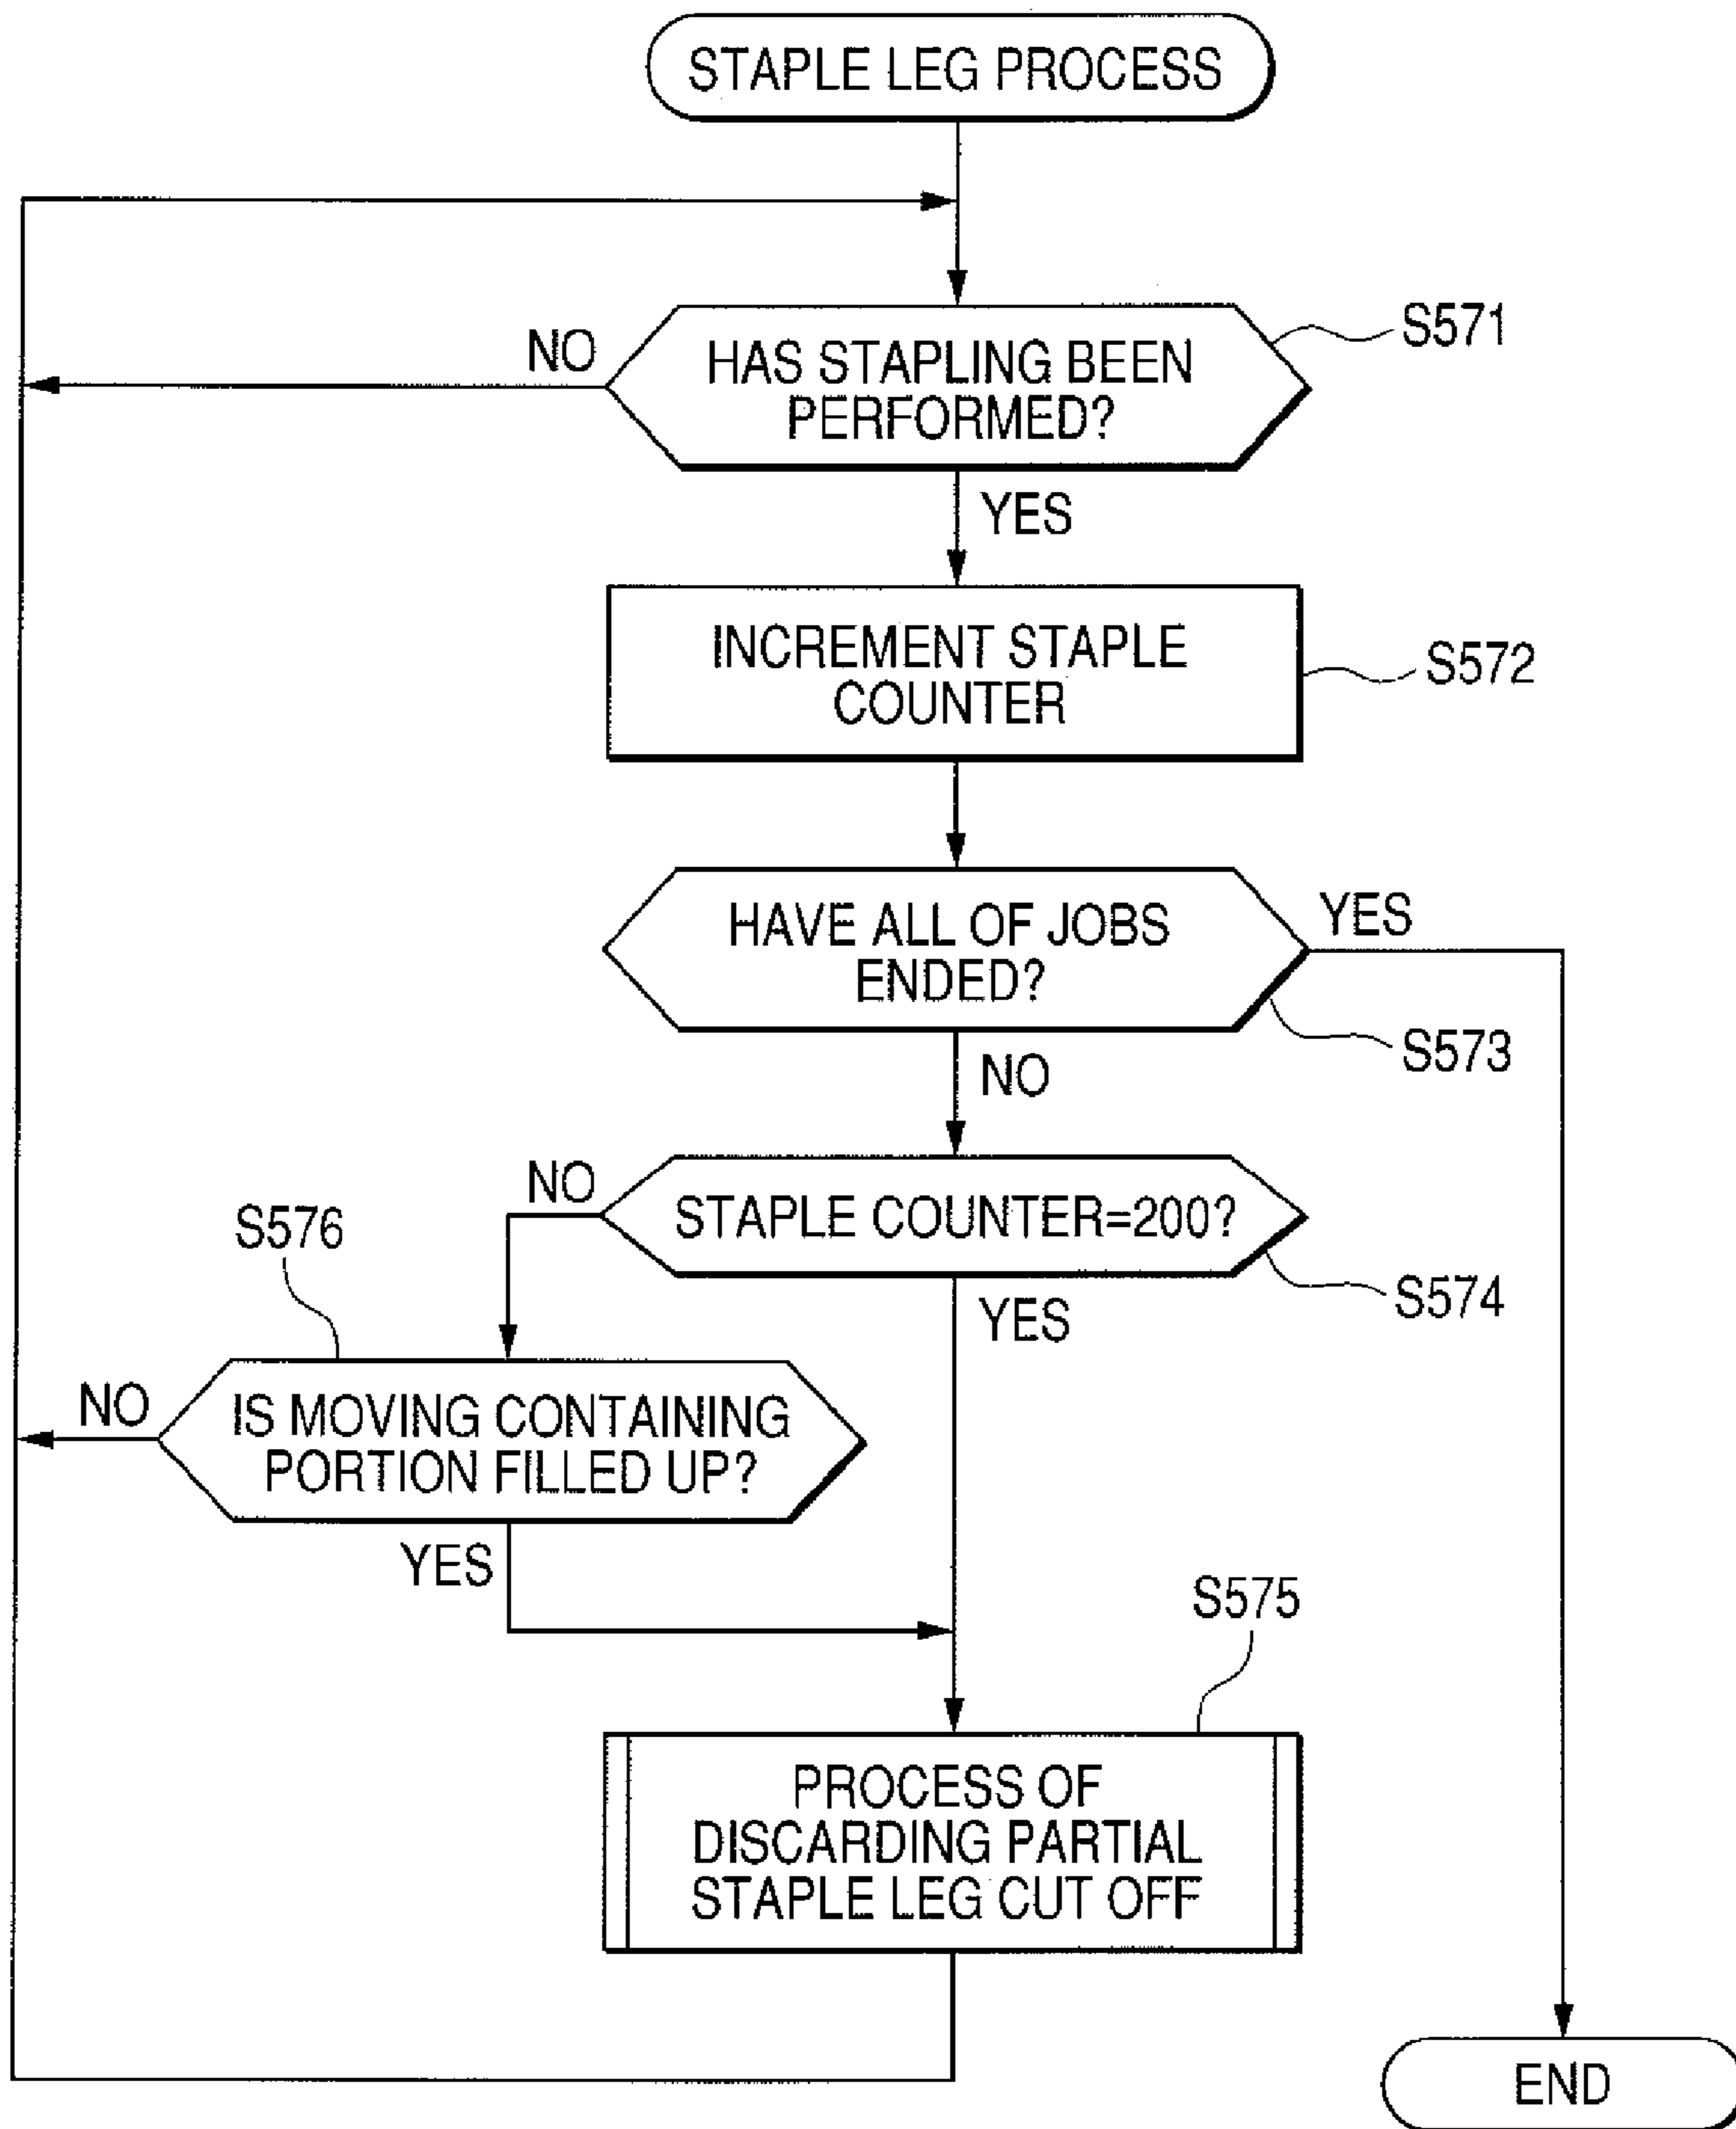 STAPLE LEG PROCESS
NO
HAS STAPLING BEEN
PERFORMED?
S571
YES
INCREMENT STAPLE
COUNTER
S572
HAVE ALL OF JOBS
ENDED?
YES
S573
NO
NO
STAPLE COUNTER=200?
S576
S574
YES
NO
IS MOVING CONTAINING
PORTION FILLED UP?
YES
S575
PROCESS OF
DISCARDING PARTIAL
STAPLE LEG CUT OFF
END